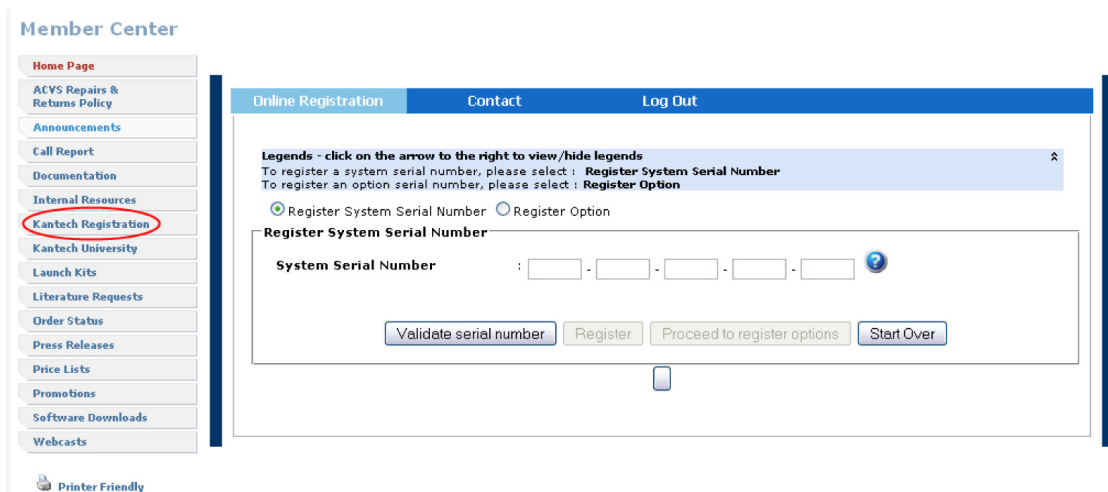 Member Center
Home Page
ACVS Repairs &
Returns Policy
Announcements
Call Report
Documentation
Internal Resources
Kantech Registration
Kantech University
Launch Kits
Literature Requests
Order Status
Press Releases
Price Lists
Promotions
Software Downloads
Webcasts
Printer Friendly
Online Registration Contact Log Out
Legends - click on the arrow to the right to view/hide legends
To register a system serial number, please select : Register System Serial Number
To register an option serial number, please select : Register Option
Register System Serial Number Register Option
Register System Serial Number
System Serial Number : - - - - ?
Validate serial number Register Proceed to register options Start Over